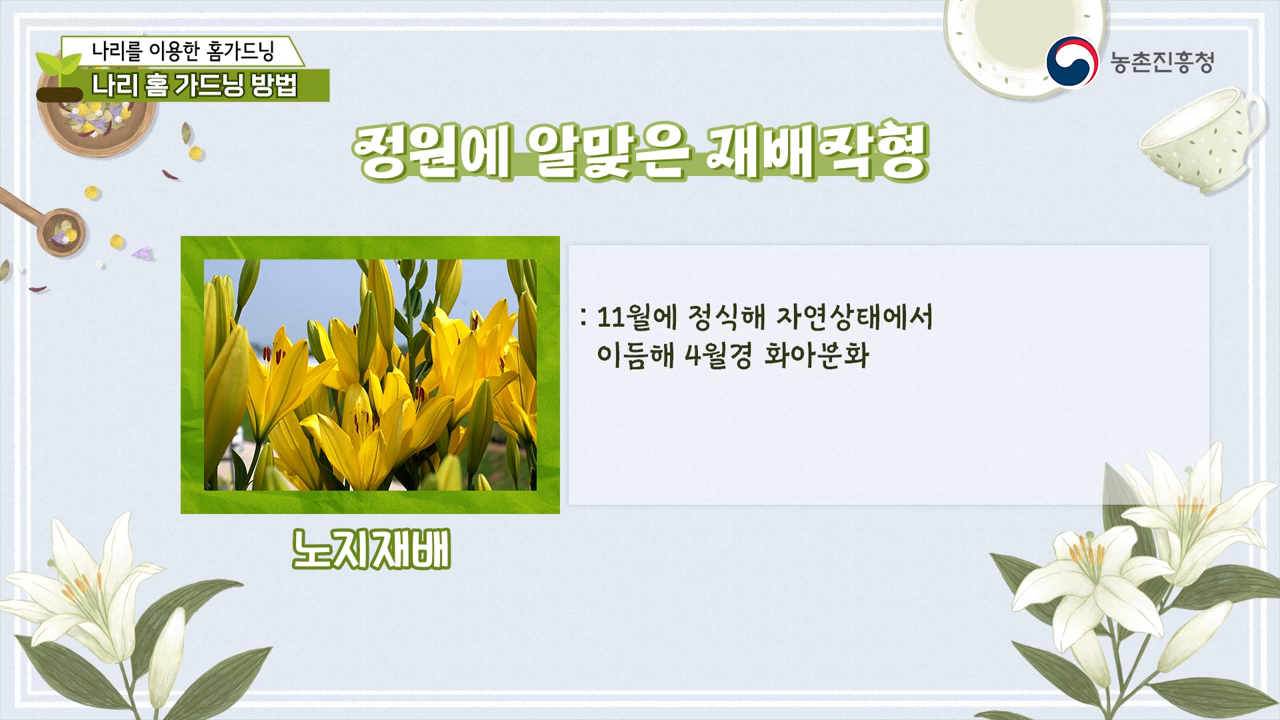 나리를 이용한 홈가드닝
나리 홈 가드닝 방법
농촌진흥청
정원에 알맞은 재배작형
: 11월에 정식해 자연상태에서
이듬해 4월경 화아분화
노지재배